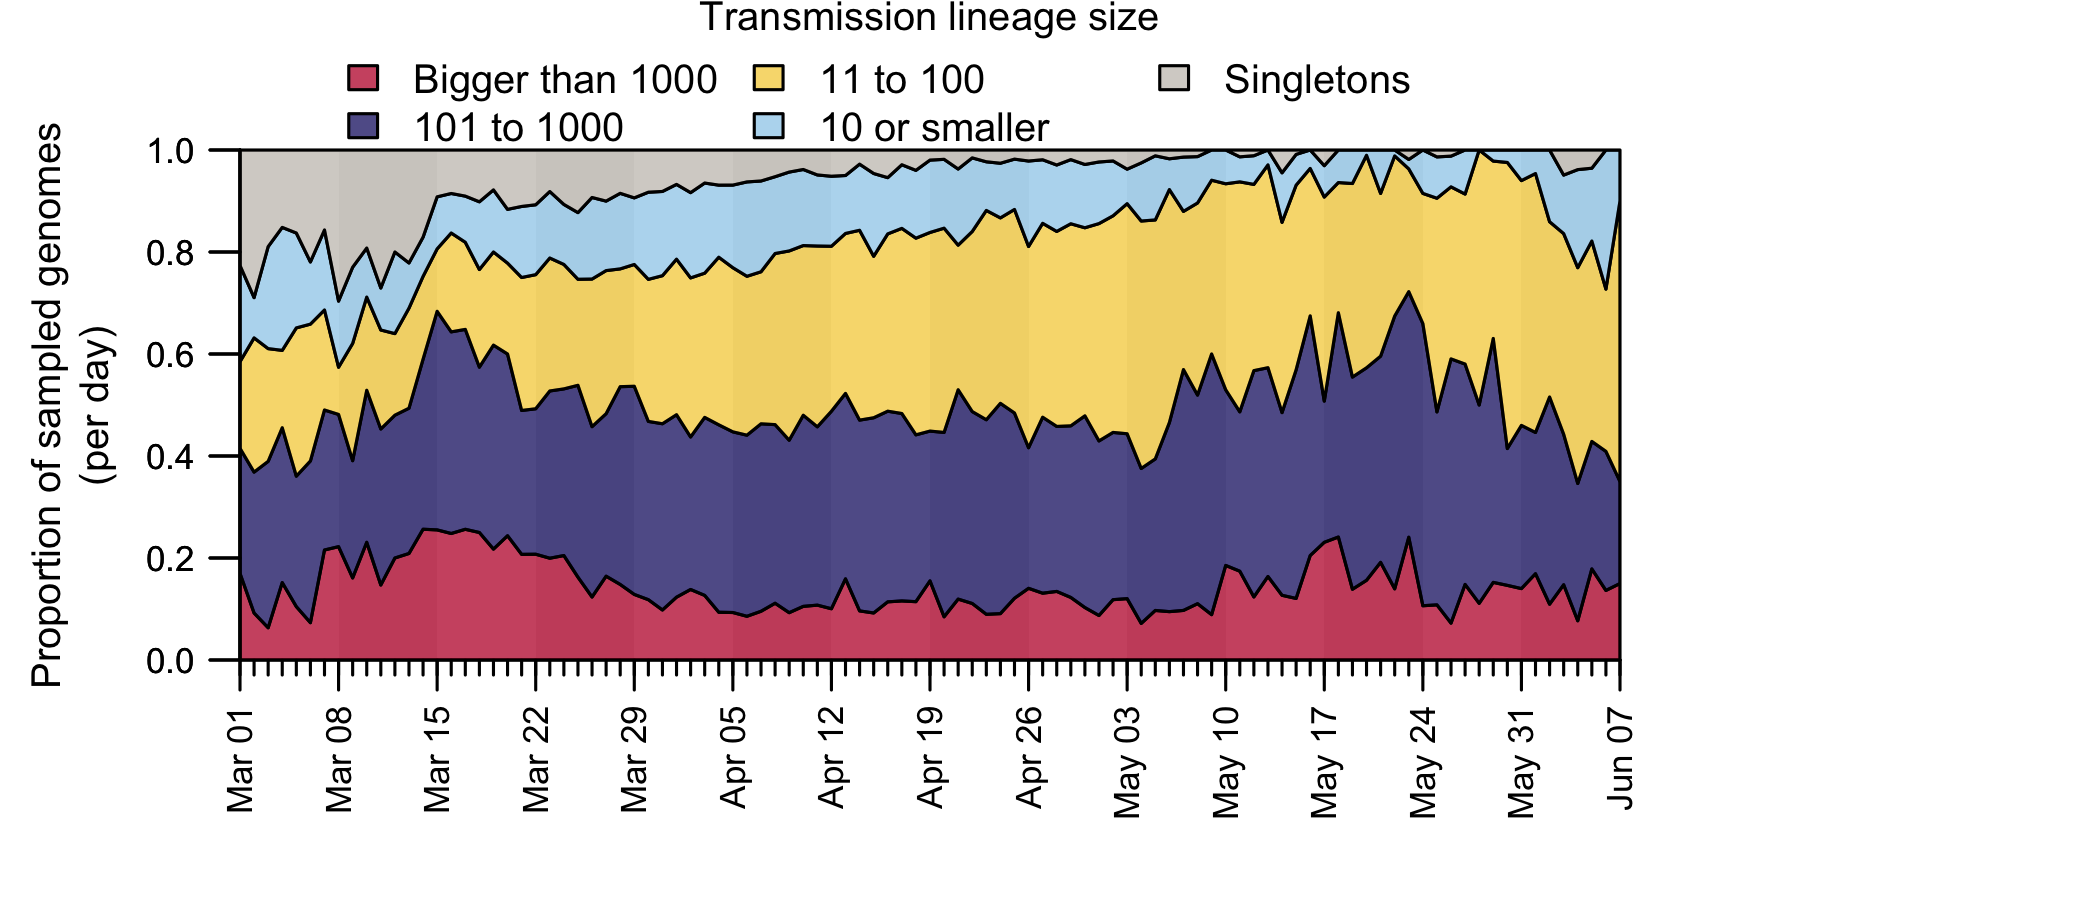 Transmission lineage size
Bigger than 1000
11 to 100
Singletons
101 to 1000
10 or smaller
Proportion of sampled genomes
(per day)
1.0
0.8
0.6
0.4
0.2
0.0
Mar 01
Mar 08
Mar 15
Mar 22
Mar 29
Apr 05
Apr 12
Apr 19
Apr 26
May 03
May 10
May 17
May 24
May 31
Jun 07